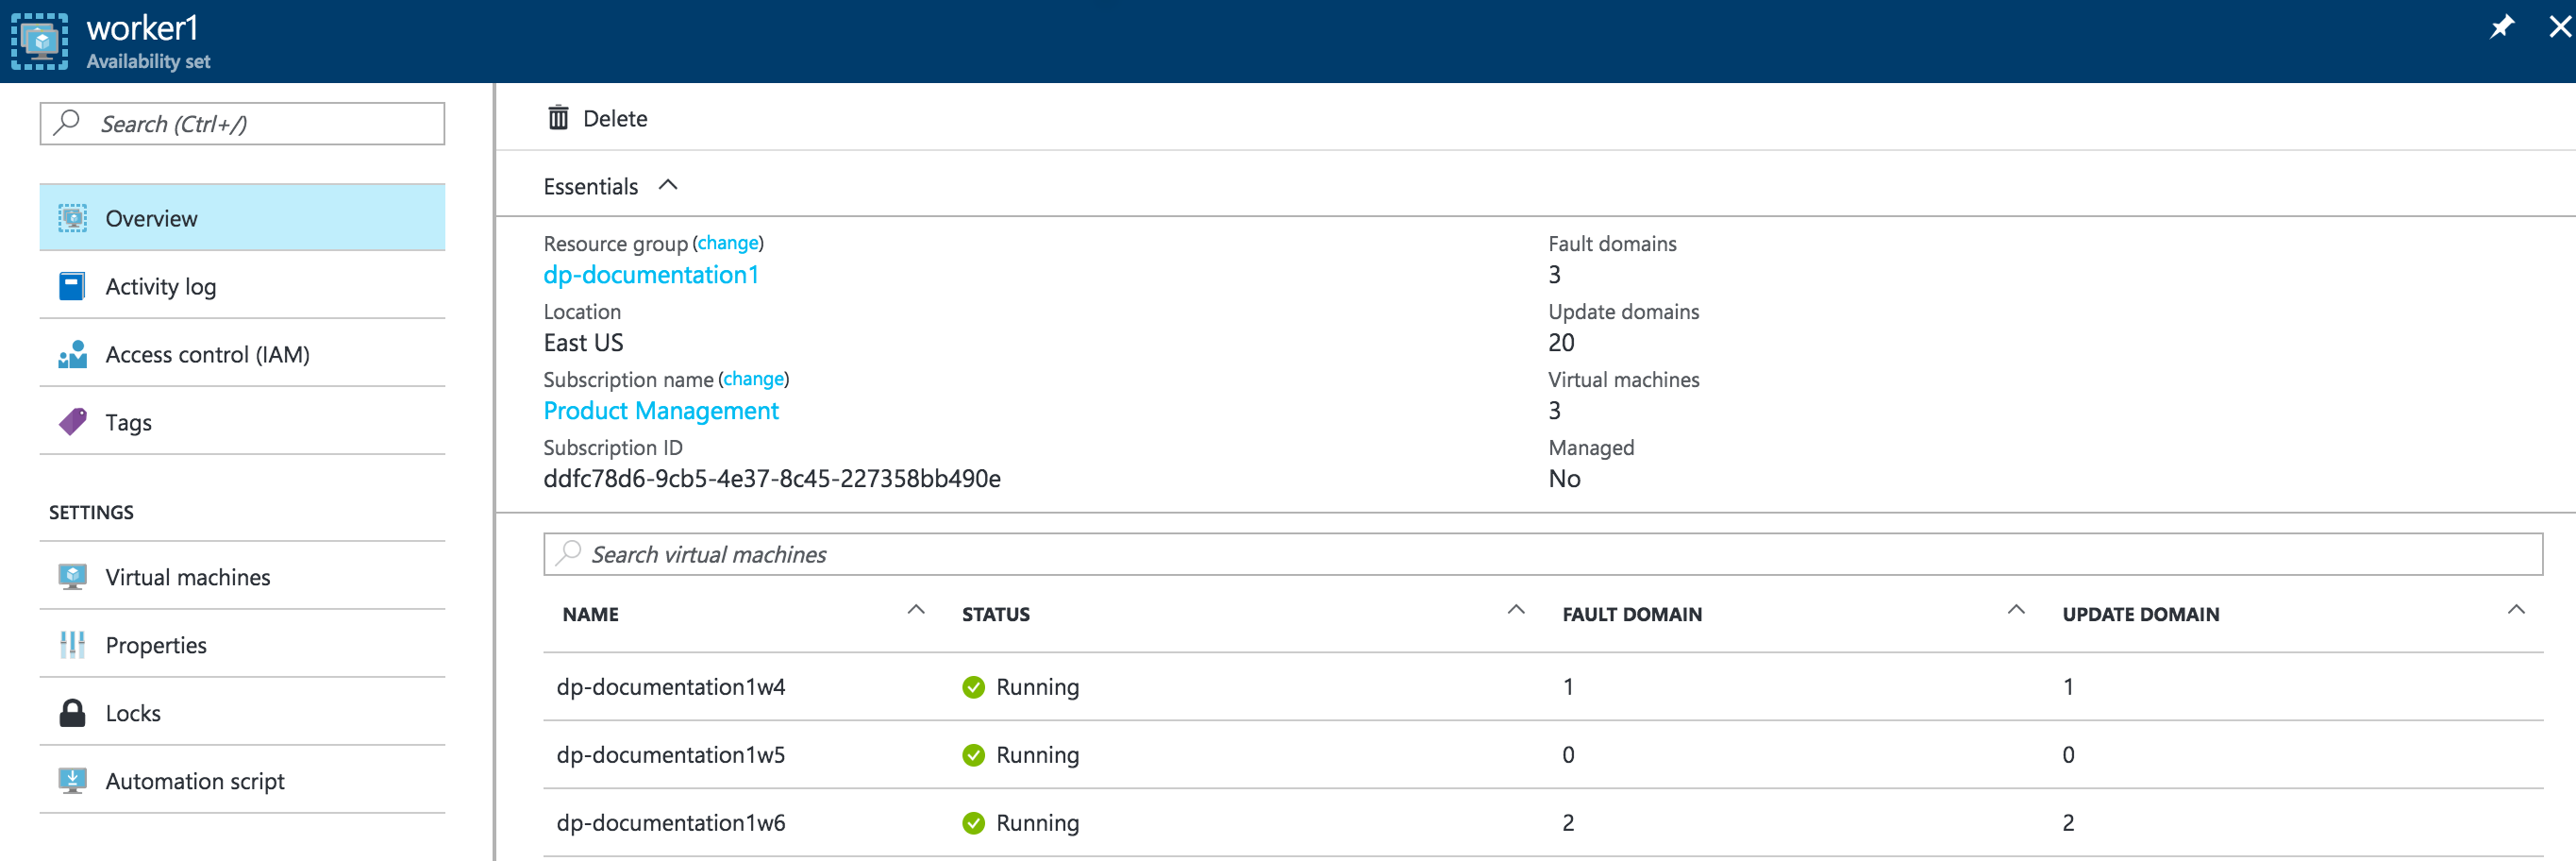 worker1
Availability set
Search (Ctrl+/)
Overview
Activity log
Access control (IAM)
Tags
SETTINGS
Virtual machines
Properties
Locks
Automation script
Delete
Essentials
Resource group (change)
dp-documentation1
Location
East US
Subscription name (change)
Product Management
Subscription ID
ddfc78d6-9cb5-4e37-8c45-227358bb490e
Fault domains
3
Update domains
20
Virtual machines
3
Managed
No
Search virtual machines
NAME STATUS FAULT DOMAIN UPDATE DOMAIN
dp-documentation1w4 Running 1 1
dp-documentation1w5 Running 0 0
dp-documentation1w6 Running 2 2